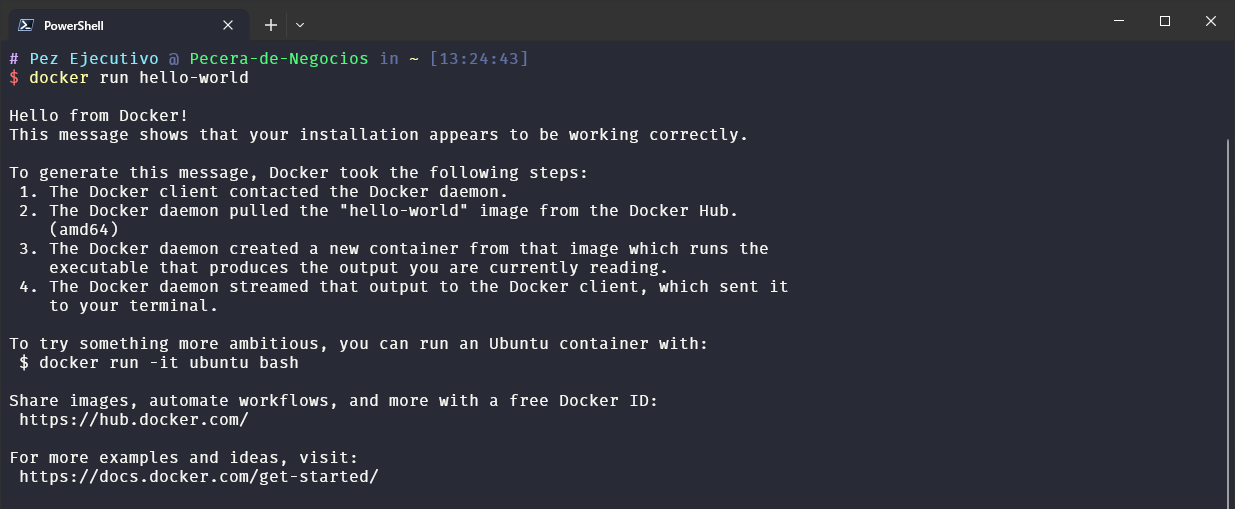 PowerShell
# Pez Ejecutivo @ Pecera-de-Negocios in ~ [13:24:43]
$ docker run hello-world

Hello from Docker!
This message shows that your installation appears to be working correctly.

To generate this message, Docker took the following steps:
 1. The Docker client contacted the Docker daemon.
 2. The Docker daemon pulled the "hello-world" image from the Docker Hub.
    (amd64)
 3. The Docker daemon created a new container from that image which runs the
    executable that produces the output you are currently reading.
 4. The Docker daemon streamed that output to the Docker client, which sent it
    to your terminal.

To try something more ambitious, you can run an Ubuntu container with:
 $ docker run -it ubuntu bash

Share images, automate workflows, and more with a free Docker ID:
 https://hub.docker.com/

For more examples and ideas, visit:
 https://docs.docker.com/get-started/